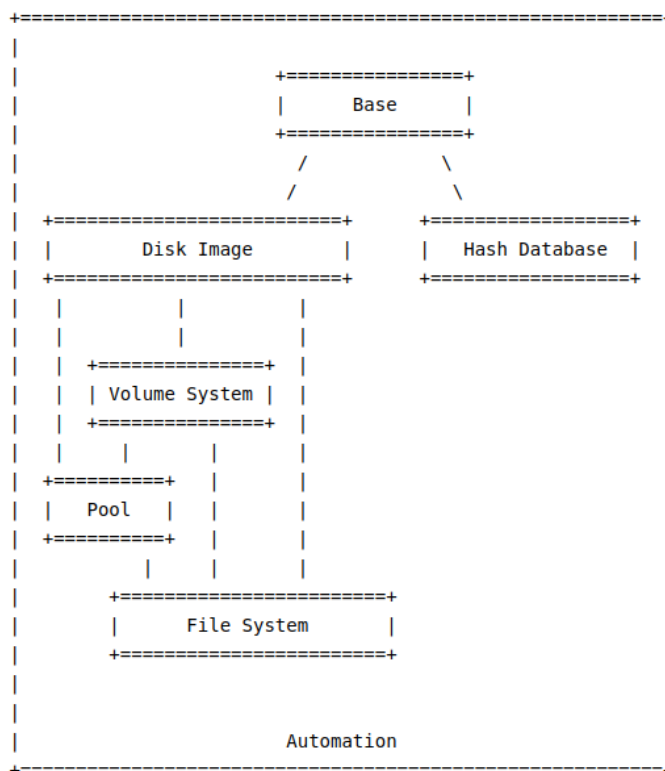 Base
Disk Image Hash Database
Volume System
Pool
File System
Automation